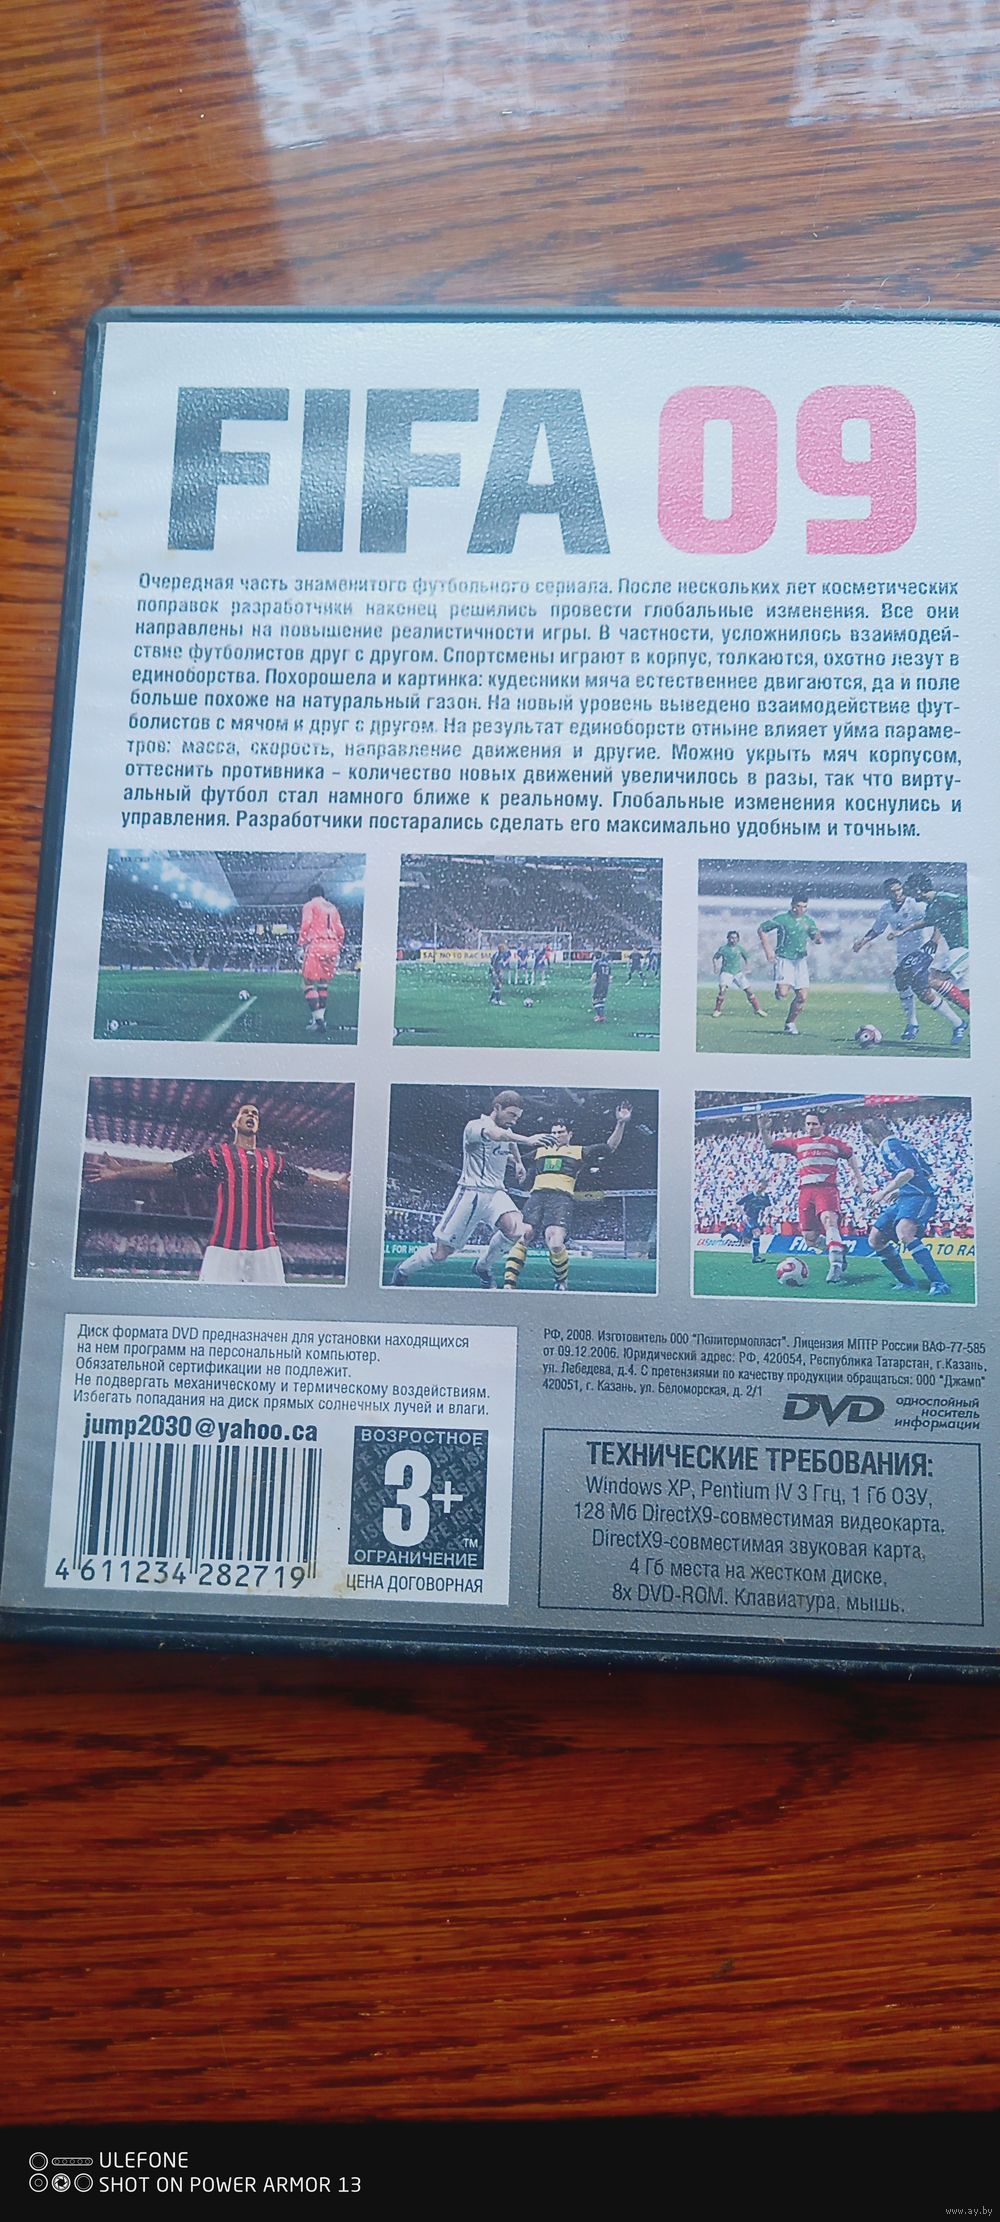 FIFA 09
Очередная часть знаменитого футбольного сериала. После нескольких лет косметических
поправок разработчики наконец решились провести глобальные изменения. Все они
направлены на повышение реалистичности игры. В частности, усложнилось взаимодей-
ствие футболистов друг с другом. Спортсмены играют в корпус, толкаются, охотно лезут в
единоборства. Похорошела и картинка: кудесники мяча естественнее двигаются, да и поле
больше похоже на натуральный газон. На новый уровень выведено взаимодействие фут-
болистов с мячом и друг с другом. На результат единоборств отныне влияет уйма параме-
тров: масса, скорость, направление движения и другие. Можно укрыть мяч корпусом,
оттеснить противника – количество новых движений увеличилось в разы, так что вирту-
альный футбол стал намного ближе к реальному. Глобальные изменения коснулись и
управления. Разработчики постарались сделать его максимально удобным и точным.
Диск формата DVD предназначен для установки находящихся
на нем программ на персональный компьютер.
Обязательной сертификации не подлежит.
Не подвергать механическому и термическому воздействиям.
Избегать попадания на диск прямых солнечных лучей и влаги.
jump2030@yahoo.ca
4 611234 282719
ВОЗРАСТНОЕ
3+
TM
ОГРАНИЧЕНИЕ
ЦЕНА ДОГОВОРНАЯ
РФ, 2008. Изготовитель ООО "Политермопласт". Лицензия МПТР России ВАФ-77-585
от 09.12.2006. Юридический адрес: РФ, 420054, Республика Татарстан, г.Казань,
ул. Лебедева, д.4. С претензиями по качеству продукции обращаться: ООО "Джамп"
420051, г. Казань, ул. Беломорская, д. 2/1
DVD
однослойный
носитель
информации
ТЕХНИЧЕСКИЕ ТРЕБОВАНИЯ:
Windows XP, Pentium IV 3 Ггц, 1 Гб ОЗУ,
128 Мб DirectX9-совместимая видеокарта,
DirectX9-совместимая звуковая карта,
4 Гб места на жестком диске,
8x DVD-ROM. Клавиатура, мышь.
ULEFONE
SHOT ON POWER ARMOR 13
www.ay.by